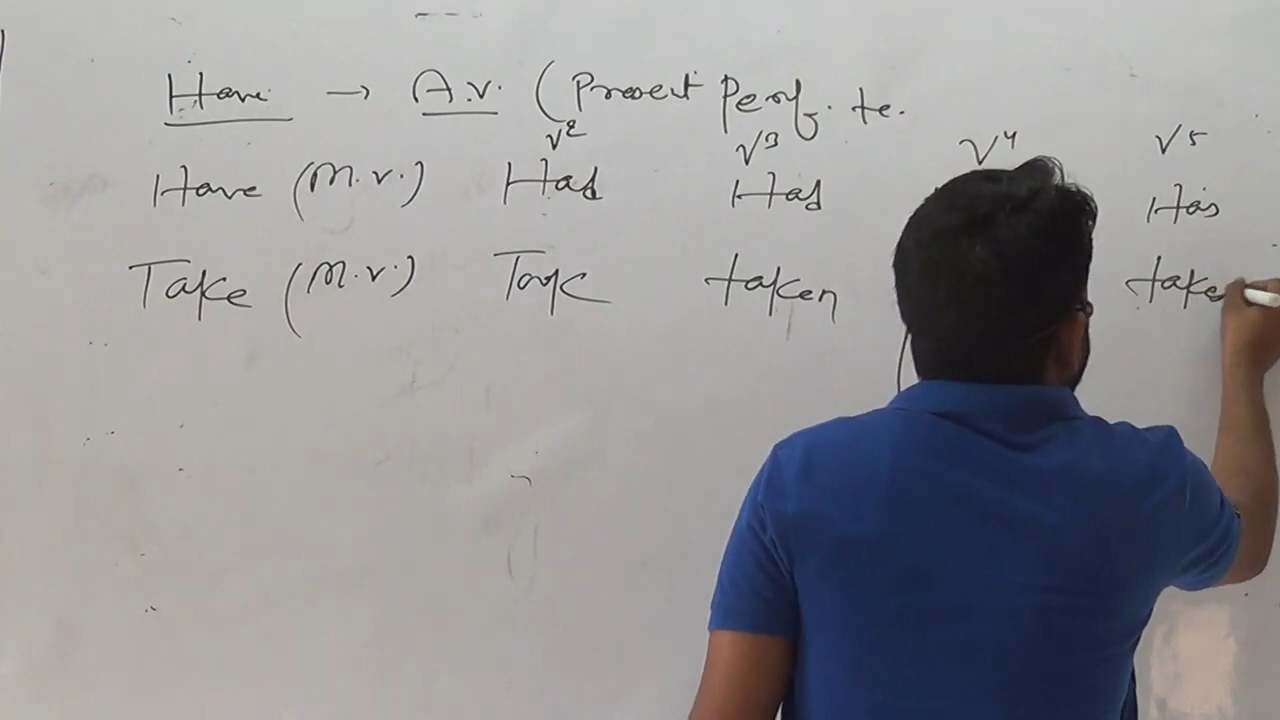 Have → A.V. (Present Perf. te.
V2 V3 V4 V5
Have (M.V.) Had Had Has
Take (M.V.) Took taken take